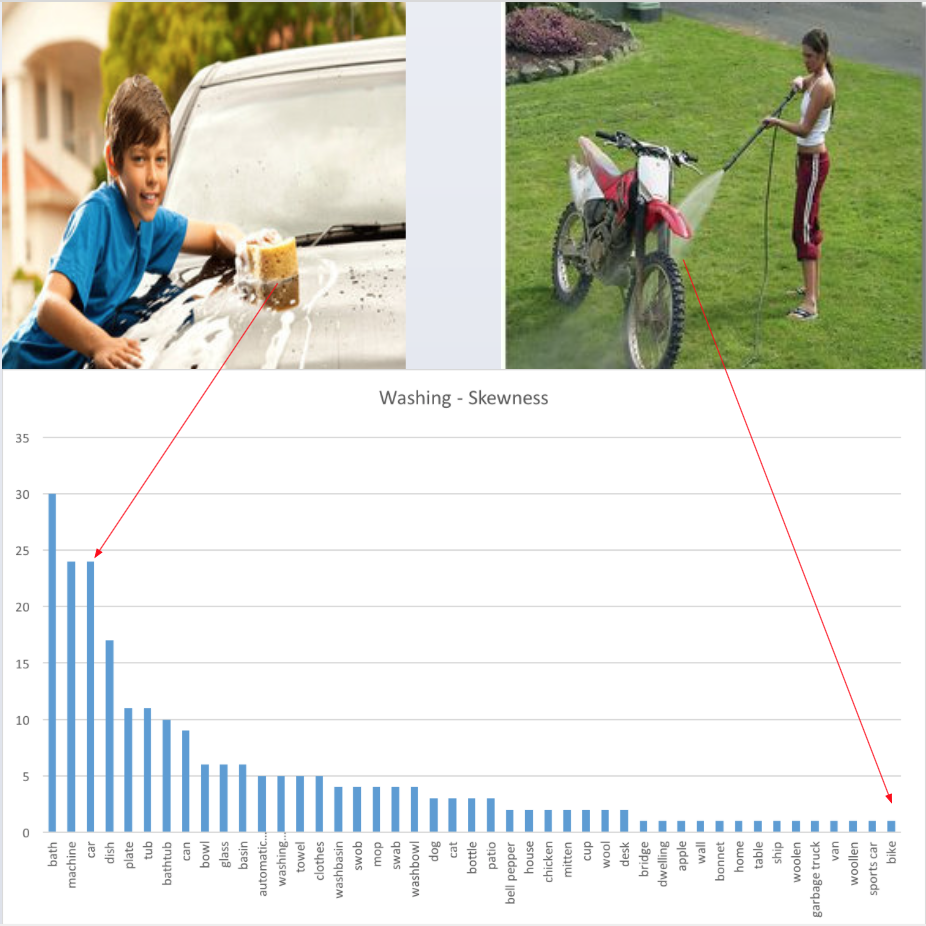 Washing - Skewness
35
30
25
20
15
10
5
0
bath
machine
car
dish
plate
tub
bathtub
can
bowl
glass
basin
automatic...
washing...
towel
clothes
washbasin
swob
mop
swab
washbowl
dog
cat
bottle
patio
bell pepper
house
chicken
mitten
cup
wool
desk
bridge
dwelling
apple
wall
bonnet
home
table
ship
woolen
garbage truck
van
woollen
sports car
bike